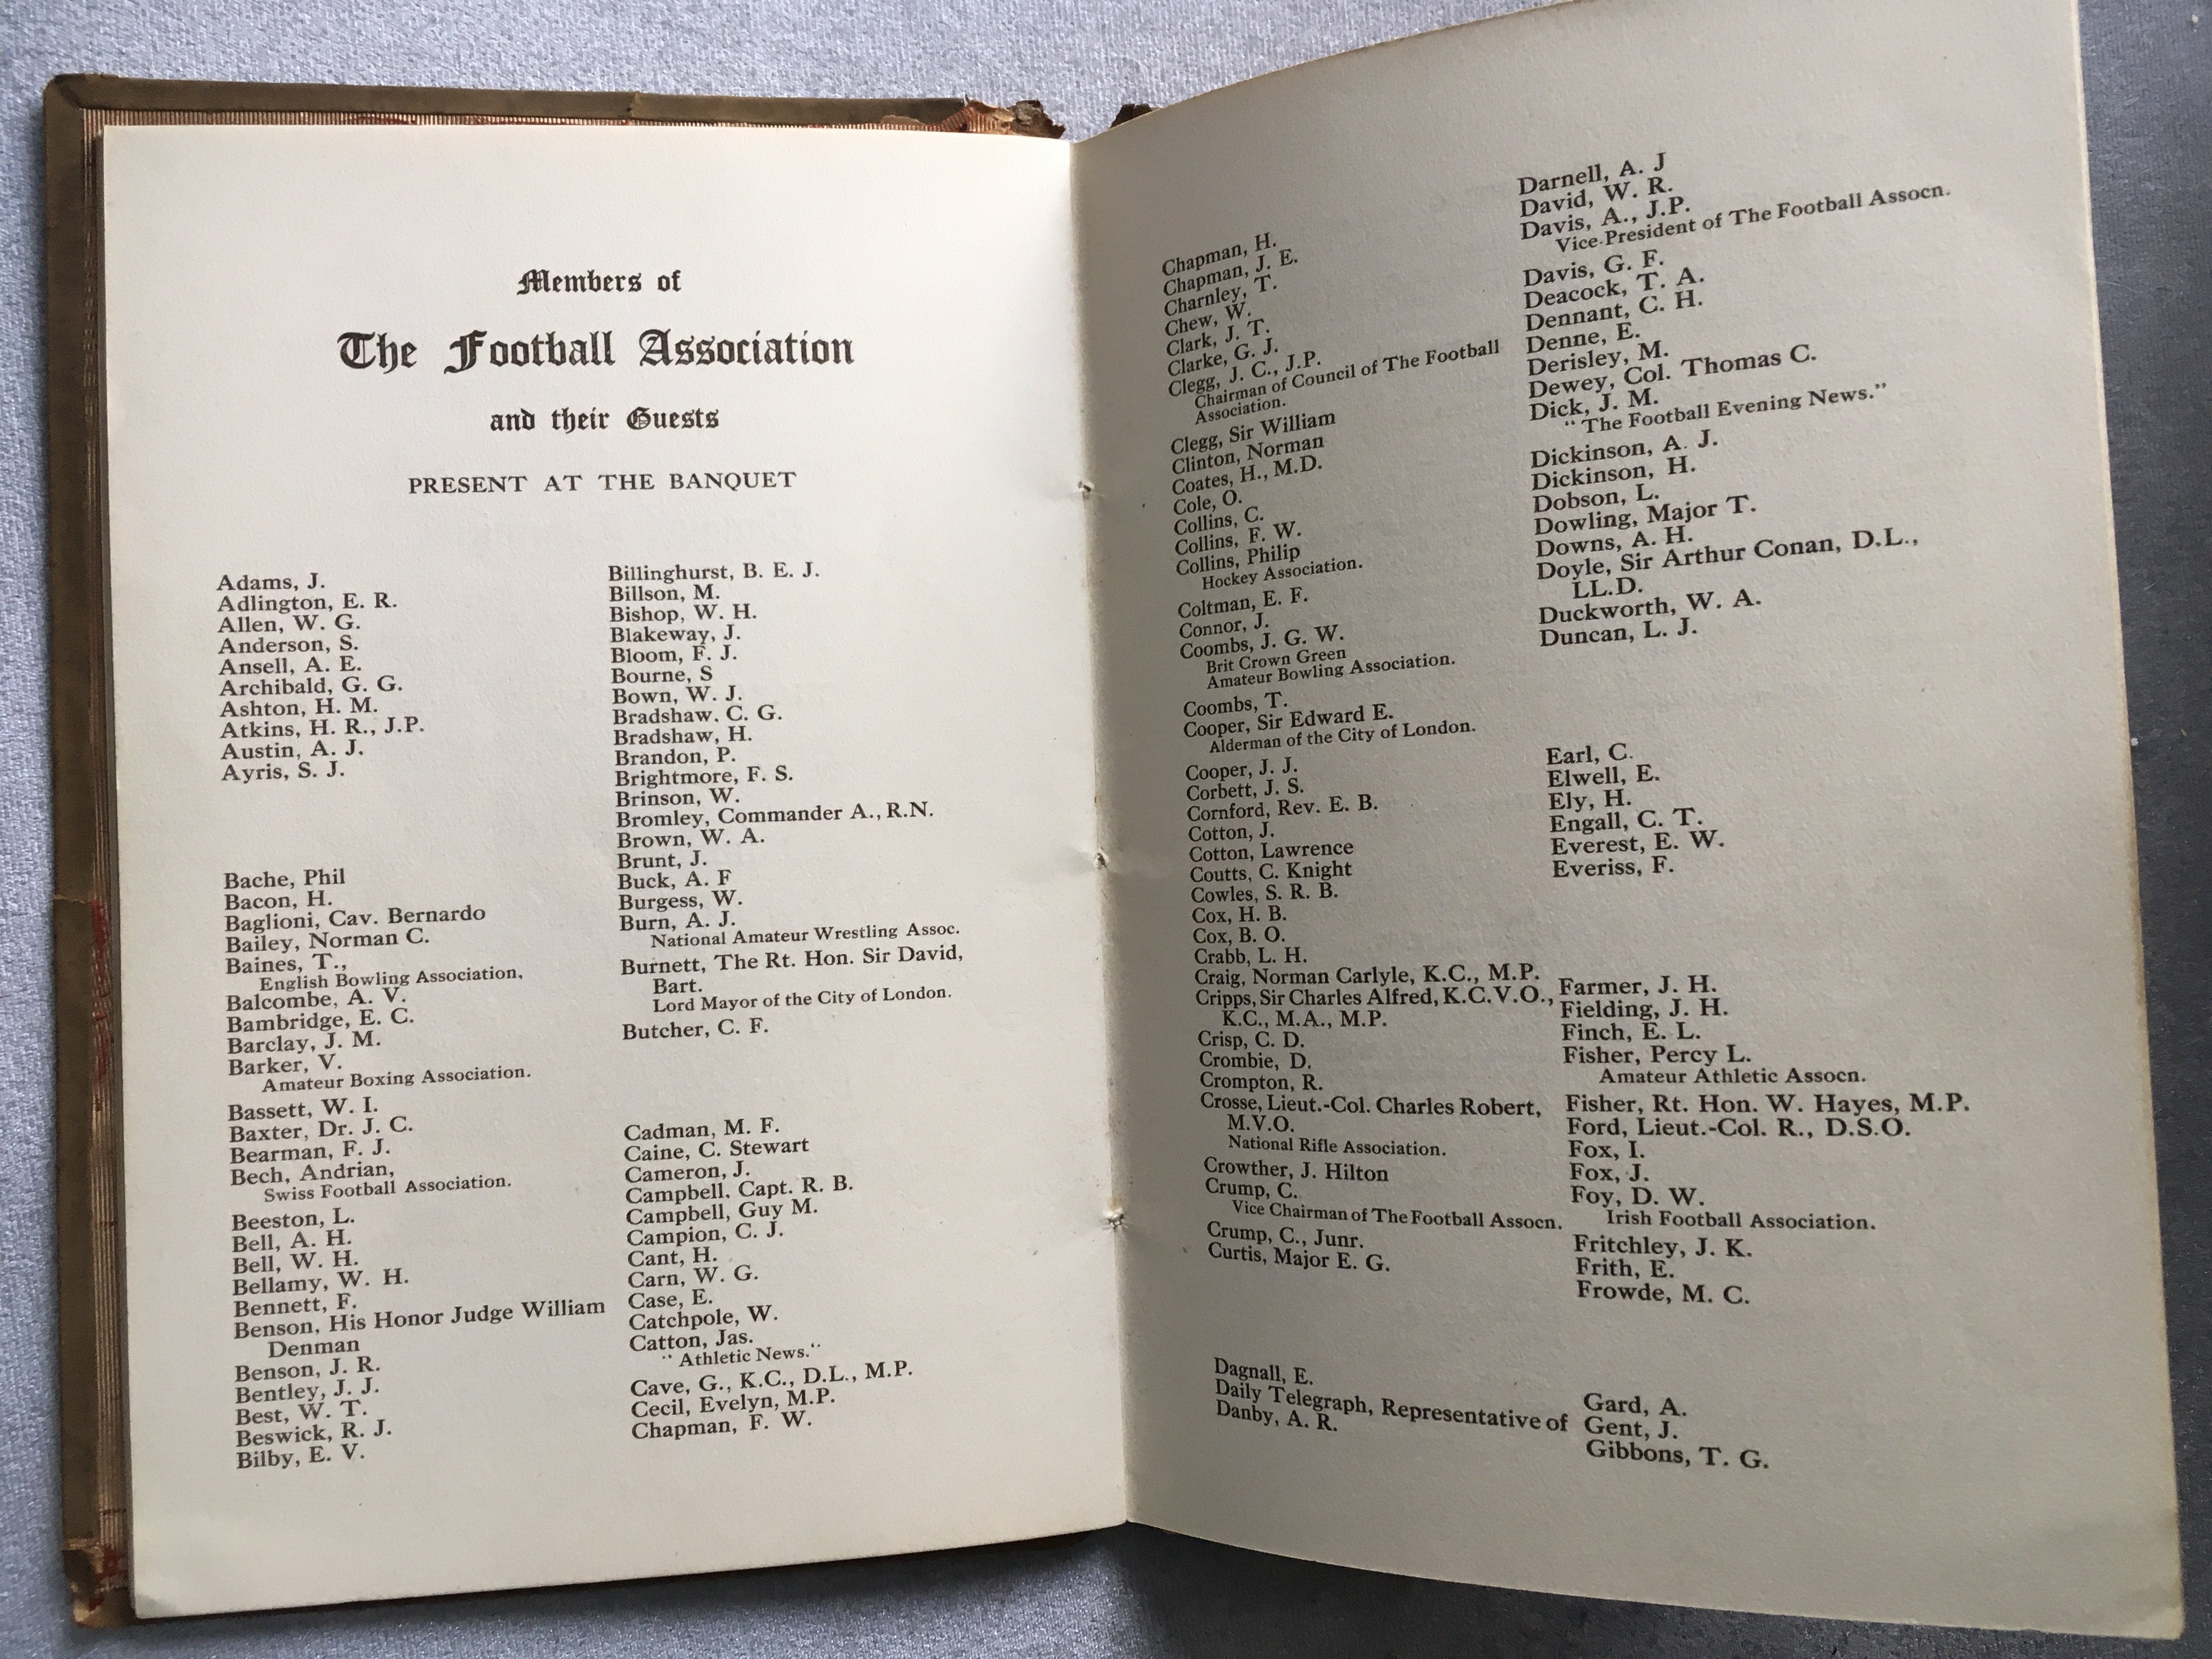 Members of
The Football Association
and their Guests
PRESENT AT THE BANQUET
Adams, J.
Adlington, E. R.
Allen, W. G.
Anderson, S.
Ansell, A. E.
Archibald, G. G.
Ashton, H. M.
Atkins, H. R., J.P.
Austin, A. J.
Ayris, S. J.
Bache, Phil
Bacon, H.
Baglioni, Cav. Bernardo
Bailey, Norman C.
Baines, T.,
English Bowling Association,
Balcombe, A. V.
Bambridge, E. C.
Barclay, J. M.
Barker, V.
Amateur Boxing Association.
Bassett, W. I.
Baxter, Dr. J. C.
Bearman, F. J.
Bech, Andrian,
Swiss Football Association.
Beeston, L.
Bell, A. H.
Bell, W. H.
Bellamy, W. H.
Bennett, F.
Benson, His Honor Judge William
Denman
Benson, J. R.
Bentley, J. J.
Best, W. T.
Beswick, R. J.
Bilby, E. V.
Billinghurst, B. E. J.
Billson, M.
Bishop, W. H.
Blakeway, J.
Bloom, F. J.
Bourne, S
Bown, W. J.
Bradshaw. C. G.
Bradshaw, H.
Brandon, P.
Brightmore, F. S.
Brinson, W.
Bromley, Commander A., R.N.
Brown, W. A.
Brunt, J.
Buck, A. F
Burgess, W.
Burn, A. J.
National Amateur Wrestling Assoc.
Burnett, The Rt. Hon. Sir David,
Bart.
Lord Mayor of the City of London.
Butcher, C. F.
Cadman, M. F.
Caine, C. Stewart
Cameron, J.
Campbell, Capt. R. B.
Campbell, Guy M.
Campion, C. J.
Cant, H.
Carn, W. G.
Case, E.
Catchpole, W.
Catton, Jas.
"Athletic News."
Cave, G., K.C., D.L., M.P.
Cecil, Evelyn, M.P.
Chapman, F. W.
Chapman, H.
Chapman, J. E.
Charnley, T.
Chew, W.
Clark, J. T.
Clarke, G. J.
Clegg, J. C., J.P.
Chairman of Council of The Football
Association.
Clegg, Sir William
Clinton, Norman
Coates, H., M.D.
Cole, O.
Collins, C.
Collins, F. W.
Collins, Philip
Hockey Association.
Coltman, E. F.
Connor, J.
Coombs, J. G. W.
Brit Crown Green
Amateur Bowling Association.
Coombs, T.
Cooper, Sir Edward E.
Alderman of the City of London.
Cooper, J. J.
Corbett, J. S.
Cornford, Rev. E. B.
Cotton, J.
Cotton, Lawrence
Coutts, C. Knight
Cowles, S. R. B.
Cox, H. B.
Cox, B. O.
Crabb, L. H.
Craig, Norman Carlyle, K.C., M.P.
Cripps, Sir Charles Alfred, K.C.V.O.,
K.C., M.A., M.P.
Crisp, C. D.
Crombie, D.
Crompton, R.
Crosse, Lieut.-Col. Charles Robert,
M.V.O.
National Rifle Association.
Crowther, J. Hilton
Crump, C.
Vice Chairman of The Football Assocn.
Crump, C., Junr.
Curtis, Major E. G.
Dagnall, E.
Daily Telegraph, Representative of
Danby, A. R.
Darnell, A. J
David, W. R.
Davis, A., J.P.
Vice-President of The Football Assocn.
Davis, G. F.
Deacock, T. A.
Dennant, C. H.
Denne, E.
Derisley, M.
Dewey, Col. Thomas C.
Dick, J. M.
"The Football Evening News."
Dickinson, A. J.
Dickinson, H.
Dobson, L.
Dowling, Major T.
Downs, A. H.
Doyle, Sir Arthur Conan, D.L.,
LL.D.
Duckworth, W. A.
Duncan, L. J.
Earl, C.
Elwell, E.
Ely, H.
Engall, C. T.
Everest, E. W.
Everiss, F.
Farmer, J. H.
Fielding, J. H.
Finch, E. L.
Fisher, Percy L.
Amateur Athletic Assocn.
Fisher, Rt. Hon. W. Hayes, M.P.
Ford, Lieut.-Col. R., D.S.O.
Fox, I.
Fox, J.
Foy, D. W.
Irish Football Association.
Fritchley, J. K.
Frith, E.
Frowde, M. C.
Gard, A.
Gent, J.
Gibbons, T. G.